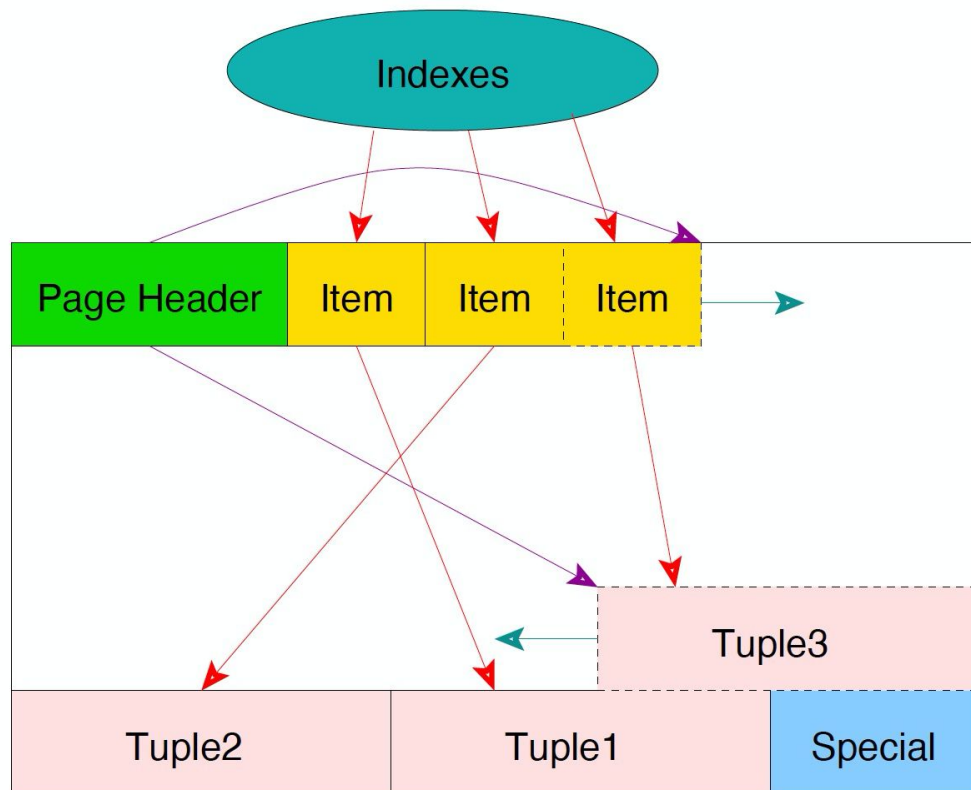 Indexes
Page Header
Item
Item
Item
Tuple3
Tuple2
Tuple1
Special